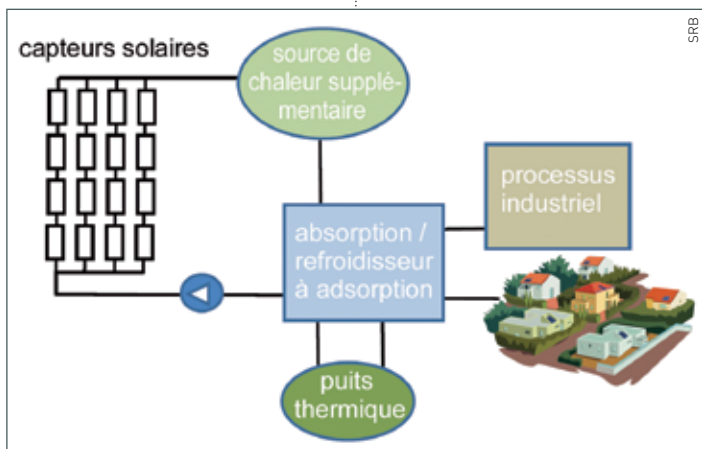 SRB
capteurs solaires
source de
chaleur supplé-
mentaire
processus
industriel
absorption /
refroidisseur
à adsorption
puits
thermique